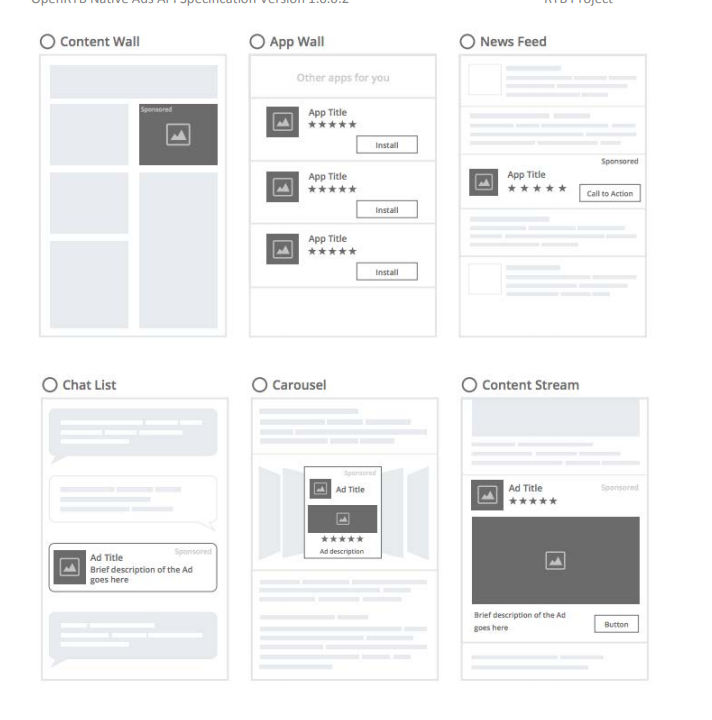 OpenRTB Native Ads API Specification Version 1.0.0.2 RTB Project
Content Wall
Sponsored
App Wall
Other apps for you
App Title
★★★★★
Install
App Title
★★★★★
Install
App Title
★★★★★
Install
News Feed
Sponsored
App Title
★ ★ ★ ★ ★
Call to Action
Chat List
Ad Title Sponsored
Brief description of the Ad
goes here
Carousel
Sponsored
Ad Title
★★★★★
Ad description
Content Stream
Ad Title Sponsored
★★★★★
Brief description of the Ad
goes here
Button